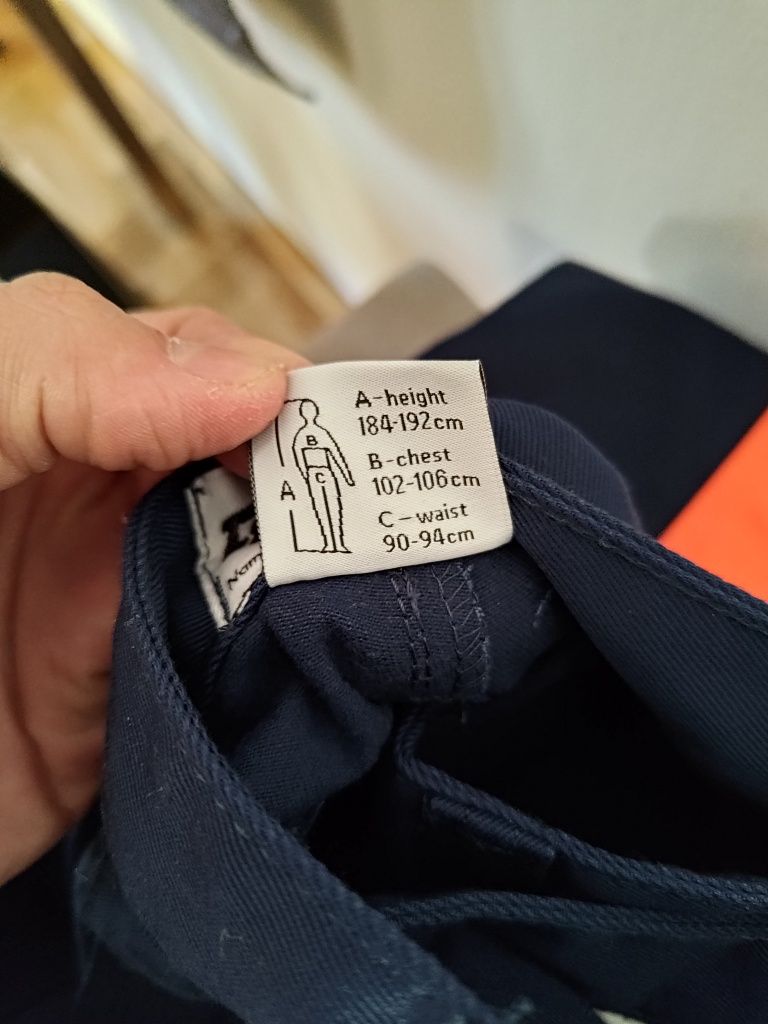 A-height
184-192cm
B-chest
102-106cm
C-waist
90-94cm
A
B
C